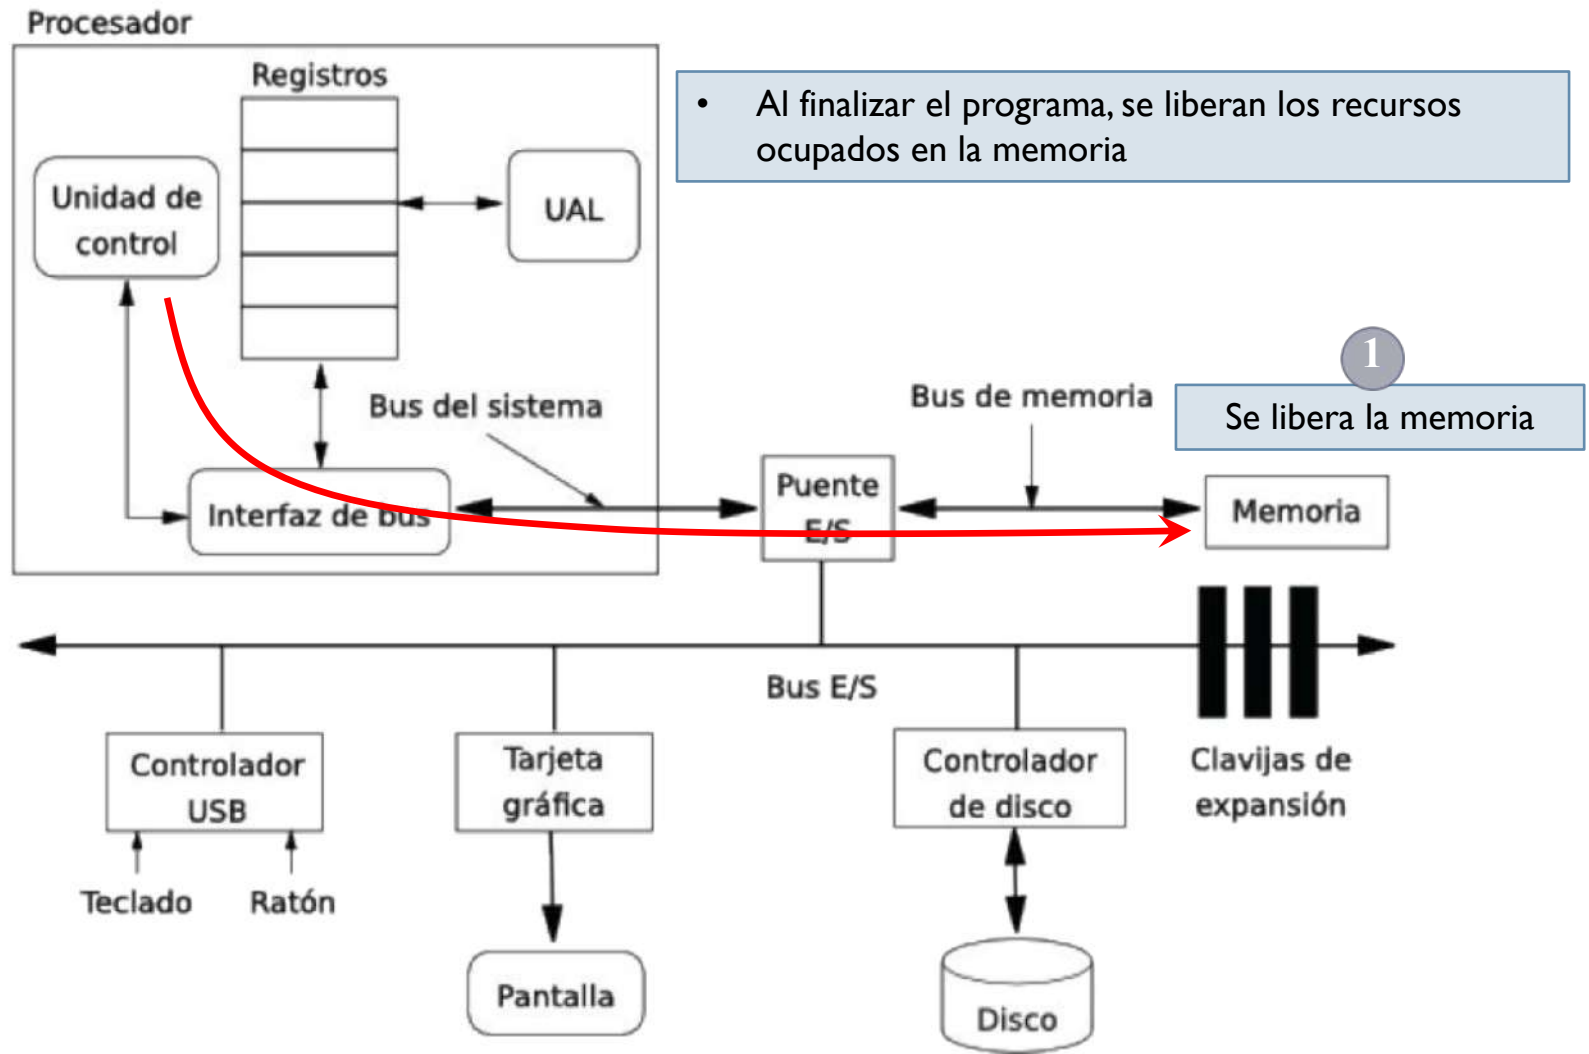 Procesador
Registros
• Al finalizar el programa, se liberan los recursos
ocupados en la memoria
Unidad de
control
UAL
1
Se libera la memoria
Bus del sistema
Bus de memoria
Interfaz de bus
Puente
E/S
Memoria
Bus E/S
Controlador
USB
Tarjeta
gráfica
Controlador
de disco
Clavijas de
expansión
Teclado
Ratón
Pantalla
Disco